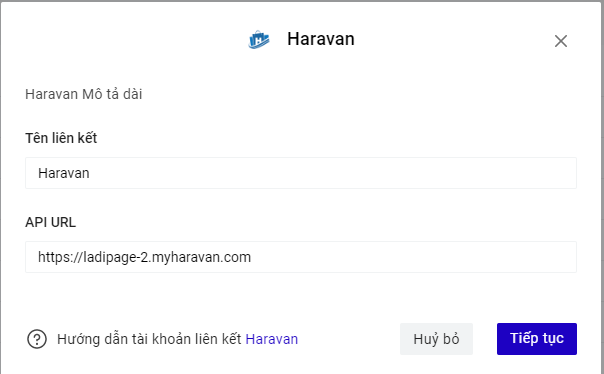 Haravan
Haravan Mô tả dài
Tên liên kết
Haravan
API URL
https://ladipage-2.myharavan.com
Hướng dẫn tài khoản liên kết Haravan
Huỷ bỏ
Tiếp tục